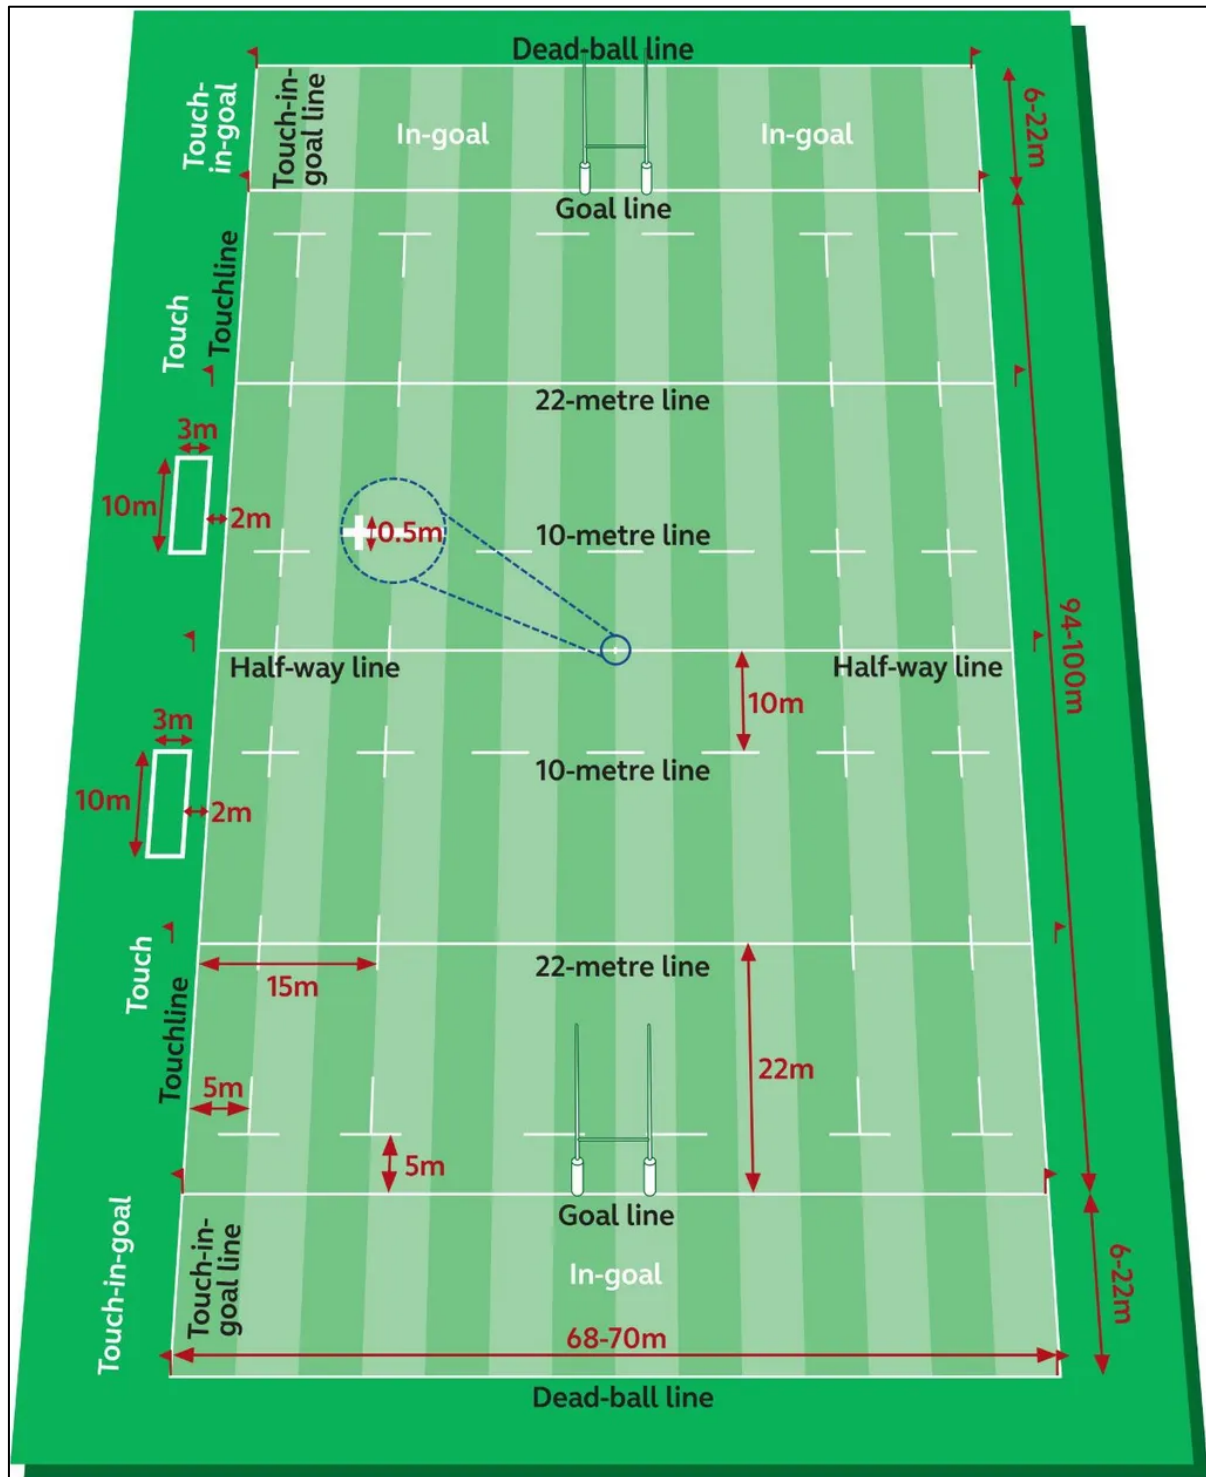 Dead-ball line
Touch-
in-goal
Touch-in-
goal line
In-goal
In-goal
6-22m
Goal line
Touch
Touchline
22-metre line
3m
10m
2m
0.5m
10-metre line
94-100m
Half-way line
Half-way line
10m
3m
10m
2m
10-metre line
Touch
Touchline
15m
22-metre line
22m
5m
5m
Goal line
Touch-in-goal
Touch-in-
goal line
In-goal
6-22m
68-70m
Dead-ball line